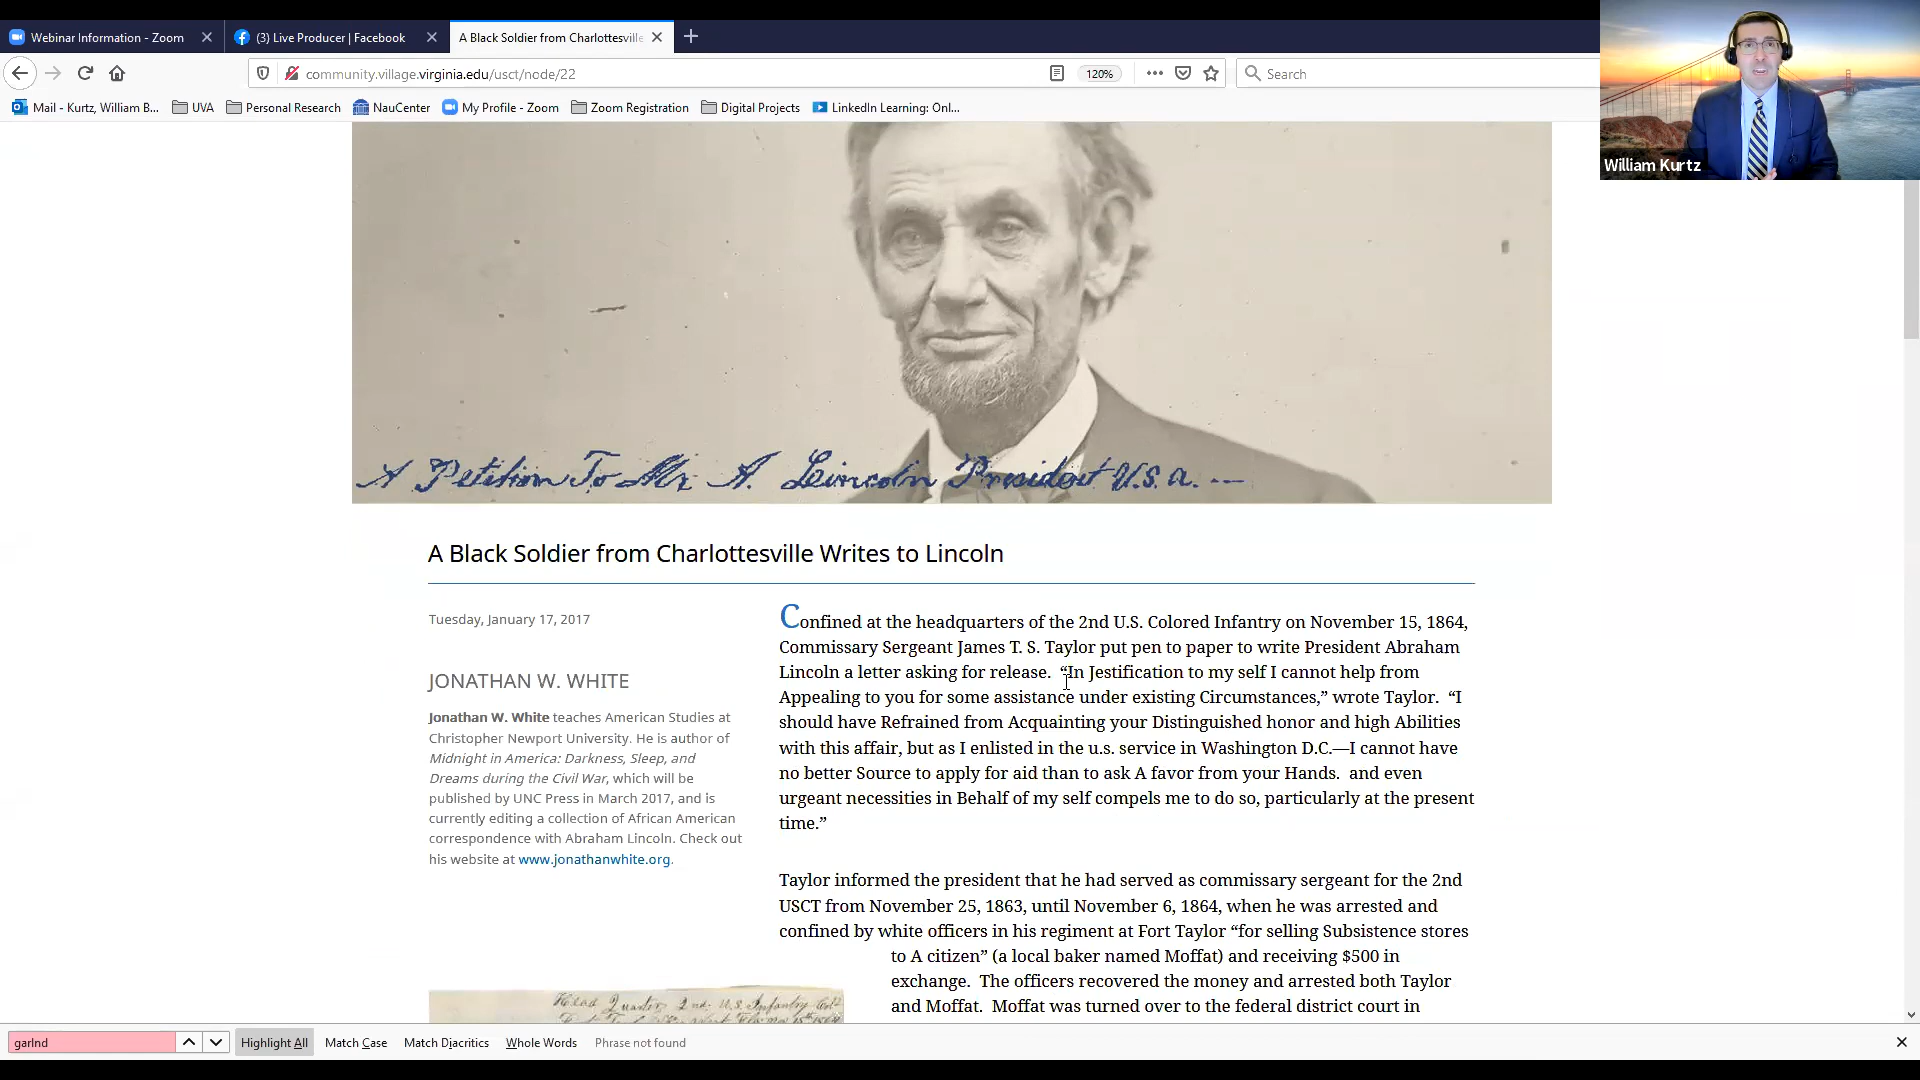 Webinar Information - Zoom
(3) Live Producer | Facebook
A Black Soldier from Charlottesville
community.village.virginia.edu/usct/node/22
120%
Search
Mail - Kurtz, William B...
UVA
Personal Research
NauCenter
My Profile - Zoom
Zoom Registration
Digital Projects
LinkedIn Learning: Onl...
William Kurtz
A Petition To Mr A. Lincoln President U.S.a. --
A Black Soldier from Charlottesville Writes to Lincoln
Tuesday, January 17, 2017
JONATHAN W. WHITE
Jonathan W. White teaches American Studies at
Christopher Newport University. He is author of
Midnight in America: Darkness, Sleep, and
Dreams during the Civil War, which will be
published by UNC Press in March 2017, and is
currently editing a collection of African American
correspondence with Abraham Lincoln. Check out
his website at www.jonathanwhite.org.
Confined at the headquarters of the 2nd U.S. Colored Infantry on November 15, 1864,
Commissary Sergeant James T. S. Taylor put pen to paper to write President Abraham
Lincoln a letter asking for release. “In Jestification to my self I cannot help from
Appealing to you for some assistance under existing Circumstances,” wrote Taylor. “I
should have Refrained from Acquainting your Distinguished honor and high Abilities
with this affair, but as I enlisted in the u.s. service in Washington D.C.—I cannot have
no better Source to apply for aid than to ask A favor from your Hands. and even
urgeant necessities in Behalf of my self compels me to do so, particularly at the present
time.”
Taylor informed the president that he had served as commissary sergeant for the 2nd
USCT from November 25, 1863, until November 6, 1864, when he was arrested and
confined by white officers in his regiment at Fort Taylor “for selling Subsistence stores
to A citizen” (a local baker named Moffat) and receiving $500 in
exchange. The officers recovered the money and arrested both Taylor
and Moffat. Moffat was turned over to the federal district court in
Head Quarter, 2nd U.S. Infantry Cold
garlnd
Highlight All
Match Case
Match Diacritics
Whole Words
Phrase not found